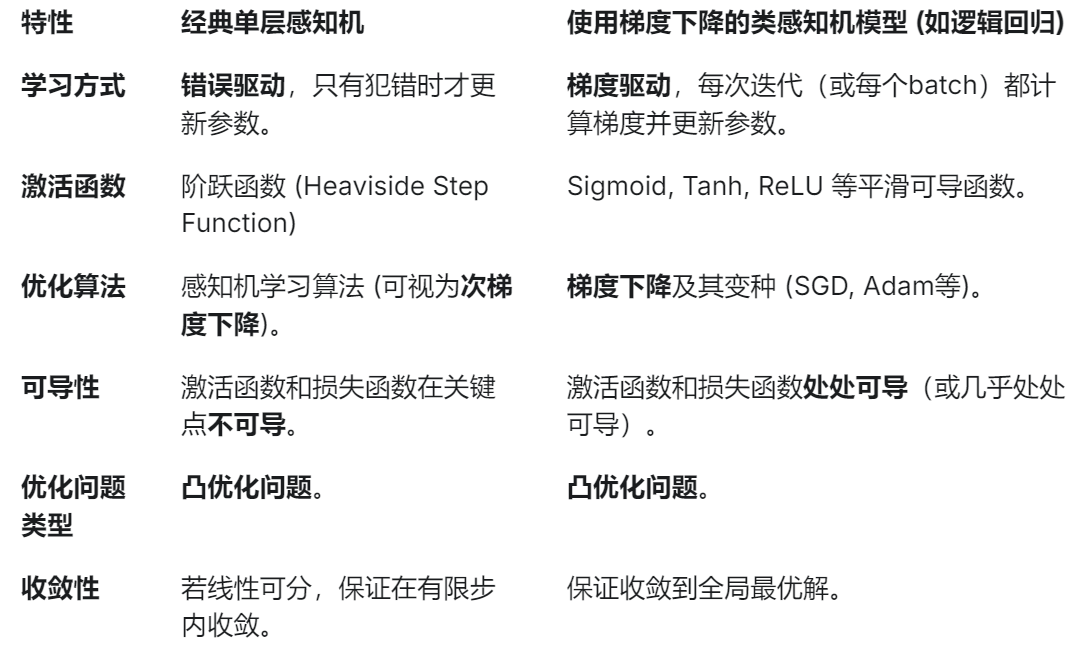 特性 经典单层感知机 使用梯度下降的类感知机模型 (如逻辑回归)
学习方式 错误驱动，只有犯错时才更 梯度驱动，每次迭代（或每个batch）都计
新参数。 算梯度并更新参数。
激活函数 阶跃函数 (Heaviside Step Sigmoid, Tanh, ReLU 等平滑可导函数。
Function)
优化算法 感知机学习算法 (可视为次梯 梯度下降及其变种 (SGD, Adam等)。
度下降)。
可导性 激活函数和损失函数在关键 激活函数和损失函数处处可导（或几乎处处
点不可导。 可导）。
优化问题 凸优化问题。 凸优化问题。
类型
收敛性 若线性可分，保证在有限步 保证收敛到全局最优解。
内收敛。